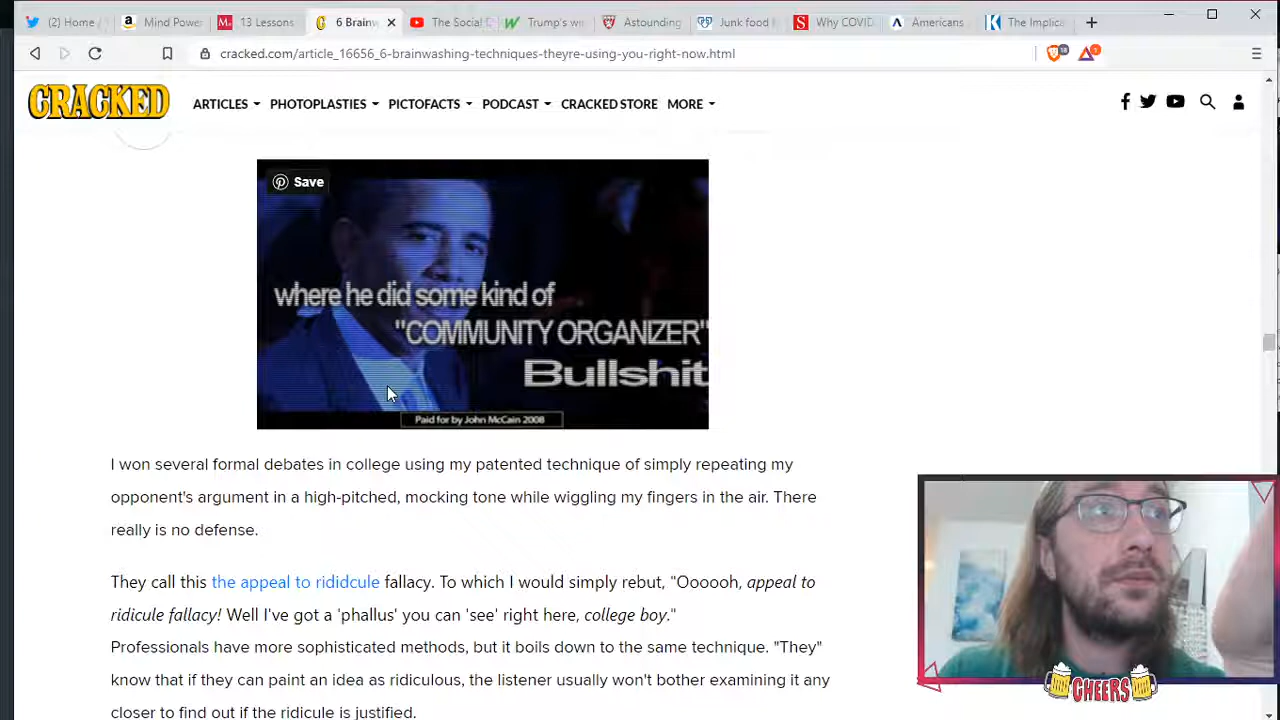 (2) Home /
Mind Power
13 Lessons
6 Brainw
The Social
Trump's wi
Astounding
Junk food
Why COVID
Americans
The Implica
cracked.com/article_16656_6-brainwashing-techniques-theyre-using-you-right-now.html
18
1
CRACKED
ARTICLES
PHOTOPLASTIES
PICTOFACTS
PODCAST
CRACKED STORE
MORE
Save
where he did some kind of
"COMMUNITY ORGANIZER"
Bullshit
Paid for by John McCain 2008
I won several formal debates in college using my patented technique of simply repeating my
opponent's argument in a high-pitched, mocking tone while wiggling my fingers in the air. There
really is no defense.
They call this the appeal to rididcule fallacy. To which I would simply rebut, "Oooooh, appeal to
ridicule fallacy! Well I've got a 'phallus' you can 'see' right here, college boy."
Professionals have more sophisticated methods, but it boils down to the same technique. "They"
know that if they can paint an idea as ridiculus, the listener usually won't bother examining it any
closer to find out if the ridicule is justified.
CHEERS